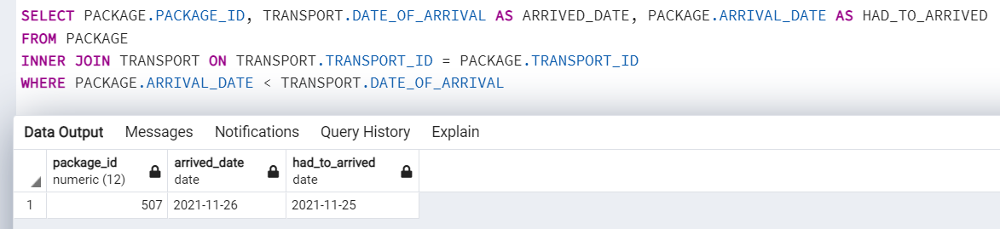 SELECT PACKAGE.PACKAGE_ID, TRANSPORT.DATE_OF_ARRIVAL AS ARRIVED_DATE, PACKAGE.ARRIVAL_DATE AS HAD_TO_ARRIVED
FROM PACKAGE
INNER JOIN TRANSPORT ON TRANSPORT.TRANSPORT_ID = PACKAGE.TRANSPORT_ID
WHERE PACKAGE.ARRIVAL_DATE < TRANSPORT.DATE_OF_ARRIVAL
Data Output Messages Notifications Query History Explain
package_id arrived_date had_to_arrived
numeric (12) date date
1 507 2021-11-26 2021-11-25